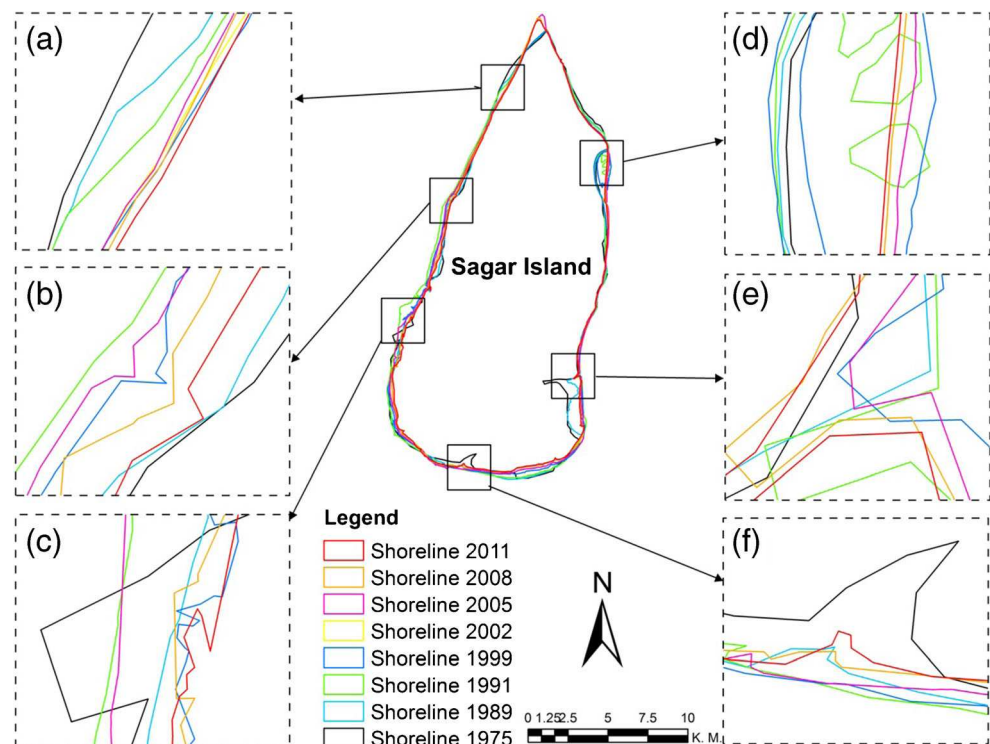 (a)
(b)
(c)
(d)
(e)
(f)
Sagar Island
Legend
Shoreline 2011
Shoreline 2008
Shoreline 2005
Shoreline 2002
Shoreline 1999
Shoreline 1991
Shoreline 1989
Shoreline 1975
N
0 1.25 2.5 5 7.5 10
K. M.